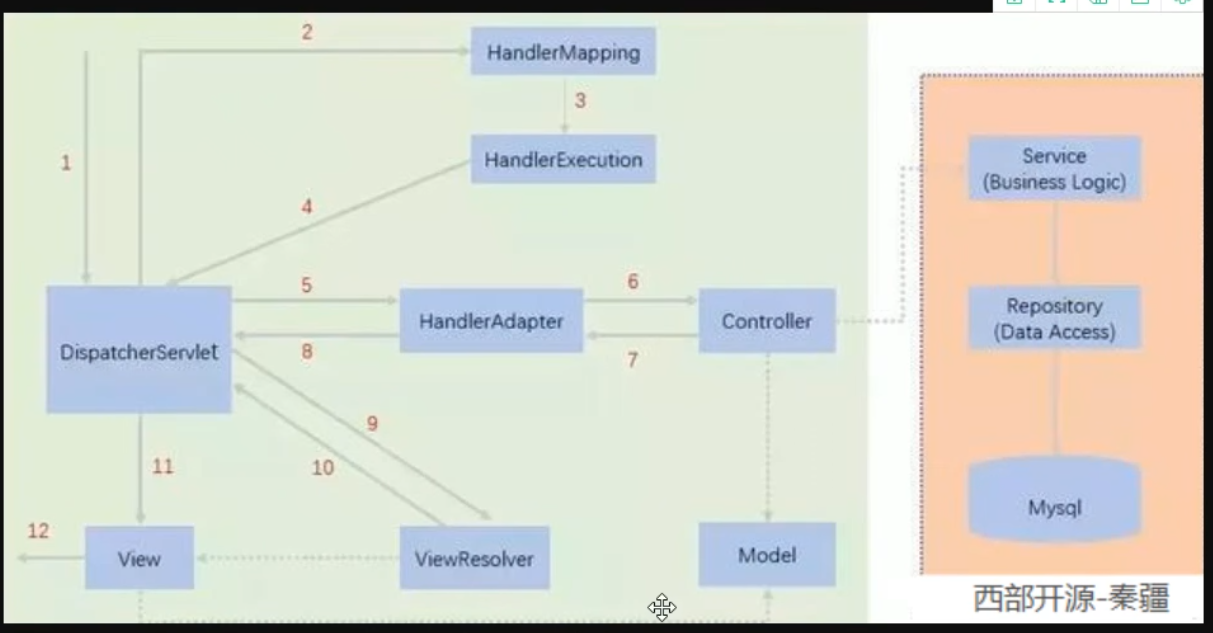 2
HandlerMapping
3
1
HandlerExecution
4
Service
(Business Logic)
5
6
HandlerAdapter
Controller
Repository
(Data Access)
DispatcherServlet
8
7
9
11
10
Mysql
12
View
ViewResolver
Model
西部开源-秦疆